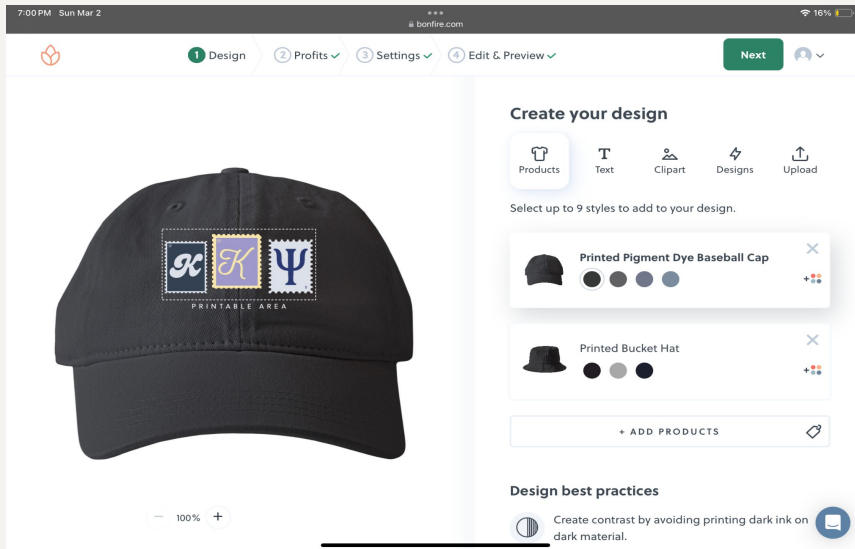 7:00 PM Sun Mar 2
16%
bonfire.com
1 Design
2 Profits
3 Settings
4 Edit & Preview
Next
Create your design
Products
Text
Clipart
Designs
Upload
Select up to 9 styles to add to your design.
K K Ψ
PRINTABLE AREA
Printed Pigment Dye Baseball Cap
Printed Bucket Hat
+ ADD PRODUCTS
Design best practices
Create contrast by avoiding printing dark ink on
dark material.
100%